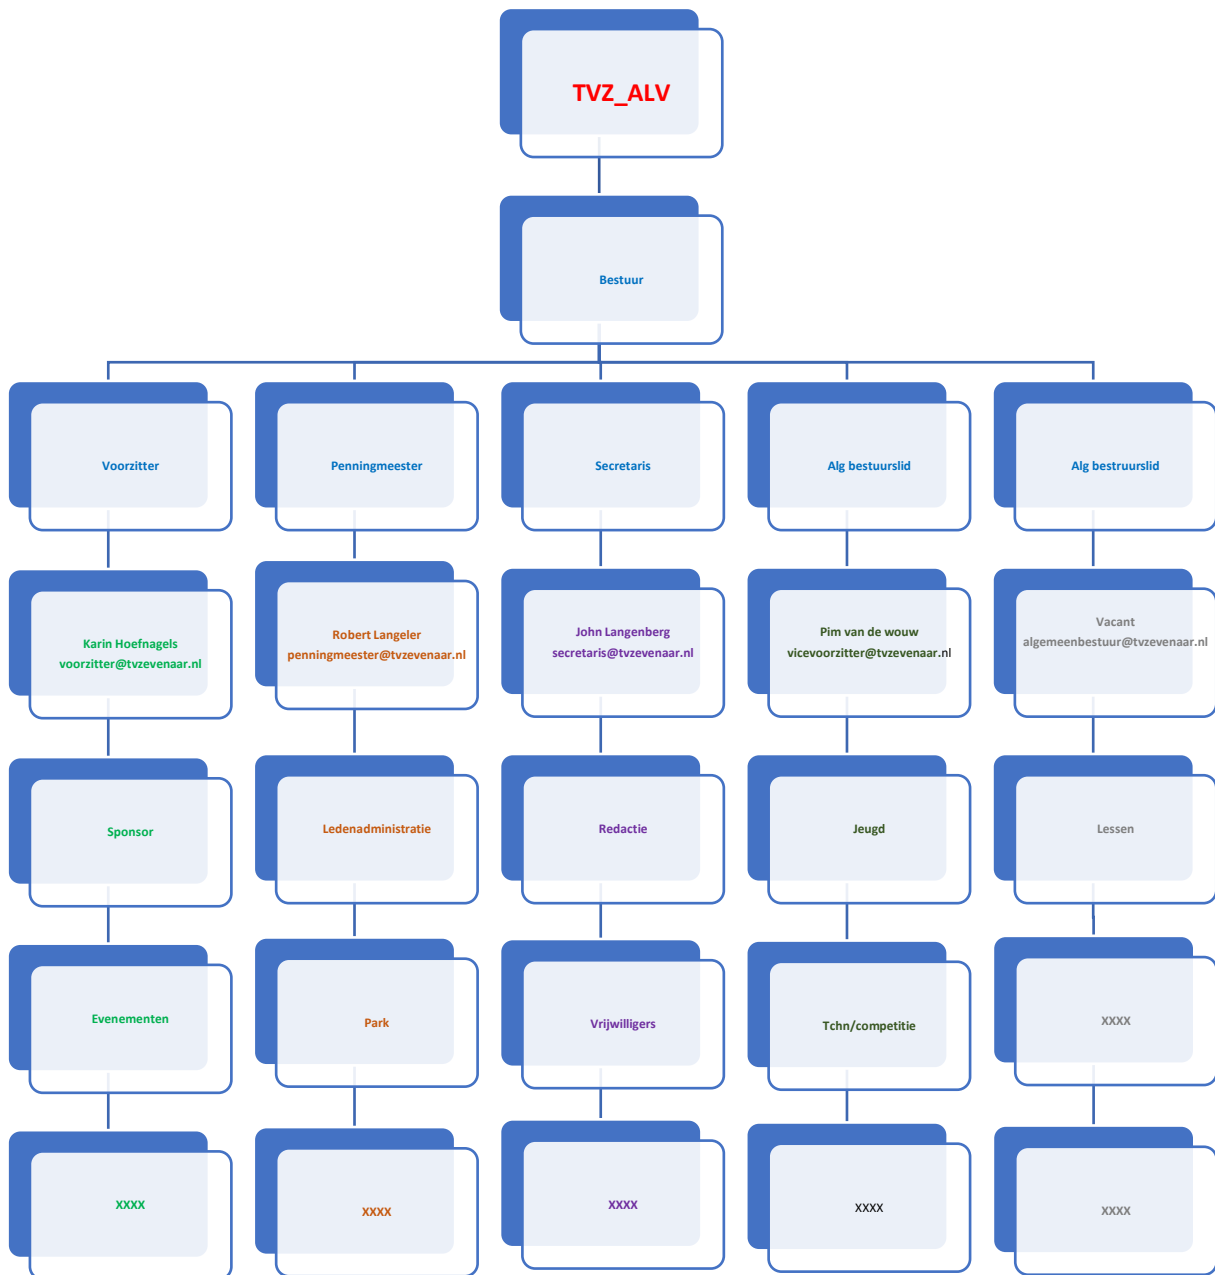 TVZ_ALV
Bestuur
Voorzitter
Penningmeester
Secretaris
Alg bestuurslid
Alg bestruurslid
Karin Hoefnagels
voorzitter@tvzevenaar.nl
Robert Langeler
penningmeester@tvzevenaar.nl
John Langenberg
secretaris@tvzevenaar.nl
Pim van de wouw
vicevoorzitter@tvzevenaar.nl
Vacant
algemeenbestuur@tvzevenaar.nl
Sponsor
Ledenadministratie
Redactie
Jeugd
Lessen
Evenementen
Park
Vrijwilligers
Tchn/competitie
XXXX
XXXX
XXXX
XXXX
XXXX
XXXX